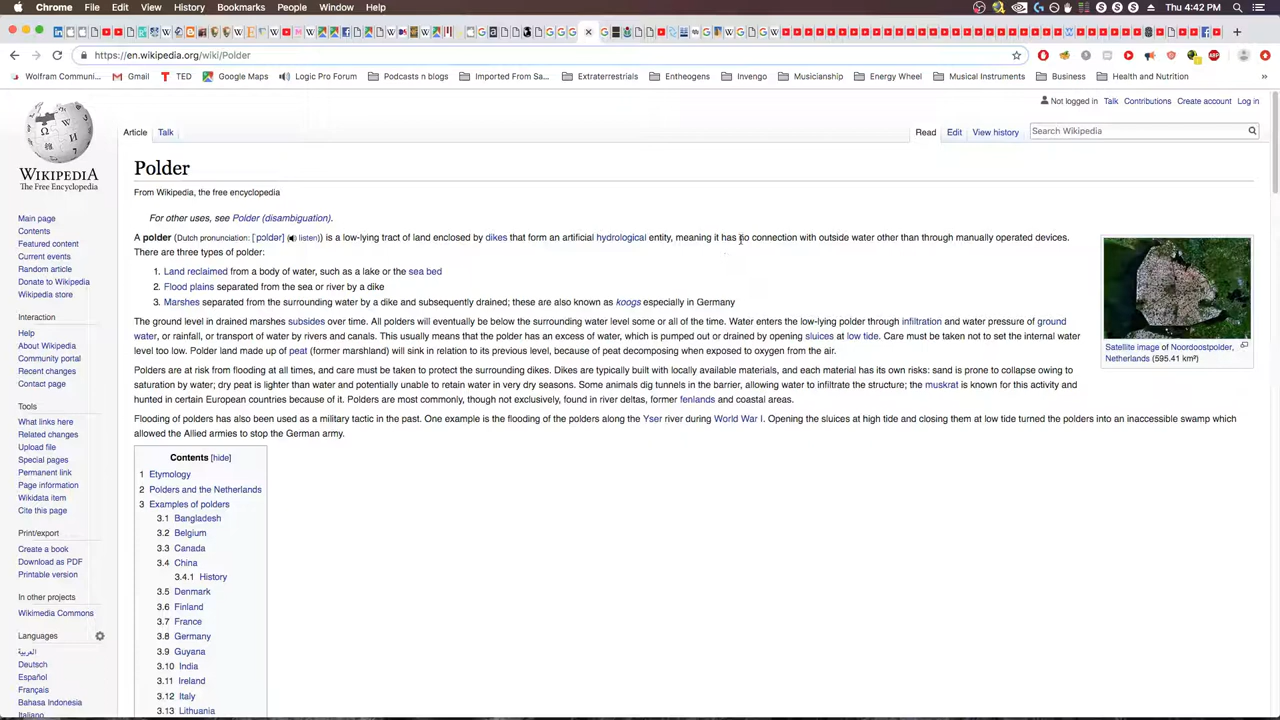 Chrome File Edit View History Bookmarks People Window Help
Thu 4:42 PM
https://en.wikipedia.org/wiki/Polder
Wolfram Communi... Gmail TED Google Maps Logic Pro Forum Podcasts n blogs Imported From Sa... Extraterrestrials Entheogens Invengo Musicianship Energy Wheel Musical Instruments Business Health and Nutrition »
Not logged in Talk Contributions Create account Log in
Article Talk Read Edit View history Search Wikipedia
WIKIPEDIA
The Free Encyclopedia
Main page
Contents
Featured content
Current events
Random article
Donate to Wikipedia
Wikipedia store
Interaction
Help
About Wikipedia
Community portal
Recent changes
Contact page
Tools
What links here
Related changes
Upload file
Special pages
Permanent link
Page information
Wikidata item
Cite this page
Print/export
Create a book
Download as PDF
Printable version
In other projects
Wikimedia Commons
Languages
العربية
Deutsch
Español
Français
Bahasa Indonesia
Italiano
Polder
From Wikipedia, the free encyclopedia
For other uses, see Polder (disambiguation).
A polder (Dutch pronunciation: [ˈpɔldər] (listen)) is a low-lying tract of land enclosed by dikes that form an artificial hydrological entity, meaning it has no connection with outside water other than through manually operated devices.
There are three types of polder:
1. Land reclaimed from a body of water, such as a lake or the sea bed
2. Flood plains separated from the sea or river by a dike
3. Marshes separated from the surrounding water by a dike and subsequently drained; these are also known as koogs especially in Germany
The ground level in drained marshes subsides over time. All polders will eventually be below the surrounding water level some or all of the time. Water enters the low-lying polder through infiltration and water pressure of ground
water, or rainfall, or transport of water by rivers and canals. This usually means that the polder has an excess of water, which is pumped out or drained by opening sluices at low tide. Care must be taken not to set the internal water
level too low. Polder land made up of peat (former marshland) will sink in relation to its previous level, because of peat decomposing when exposed to oxygen from the air.
Polders are at risk from flooding at all times, and care must be taken to protect the surrounding dikes. Dikes are typically built with locally available materials, and each material has its own risks: sand is prone to collapse owing to
saturation by water; dry peat is lighter than water and potentially unable to retain water in very dry seasons. Some animals dig tunnels in the barrier, allowing water to infiltrate the structure; the muskrat is known for this activity and
hunted in certain European countries because of it. Polders are most commonly, though not exclusively, found in river deltas, former fenlands and coastal areas.
Flooding of polders has also been used as a military tactic in the past. One example is the flooding of the polders along the Yser river during World War I. Opening the sluices at high tide and closing them at low tide turned the polders into an inaccessible swamp which
allowed the Allied armies to stop the German army.
Satellite image of Noordoostpolder,
Netherlands (595.41 km²)
Contents [hide]
1 Etymology
2 Polders and the Netherlands
3 Examples of polders
3.1 Bangladesh
3.2 Belgium
3.3 Canada
3.4 China
3.4.1 History
3.5 Denmark
3.6 Finland
3.7 France
3.8 Germany
3.9 Guyana
3.10 India
3.11 Ireland
3.12 Italy
3.13 Lithuania